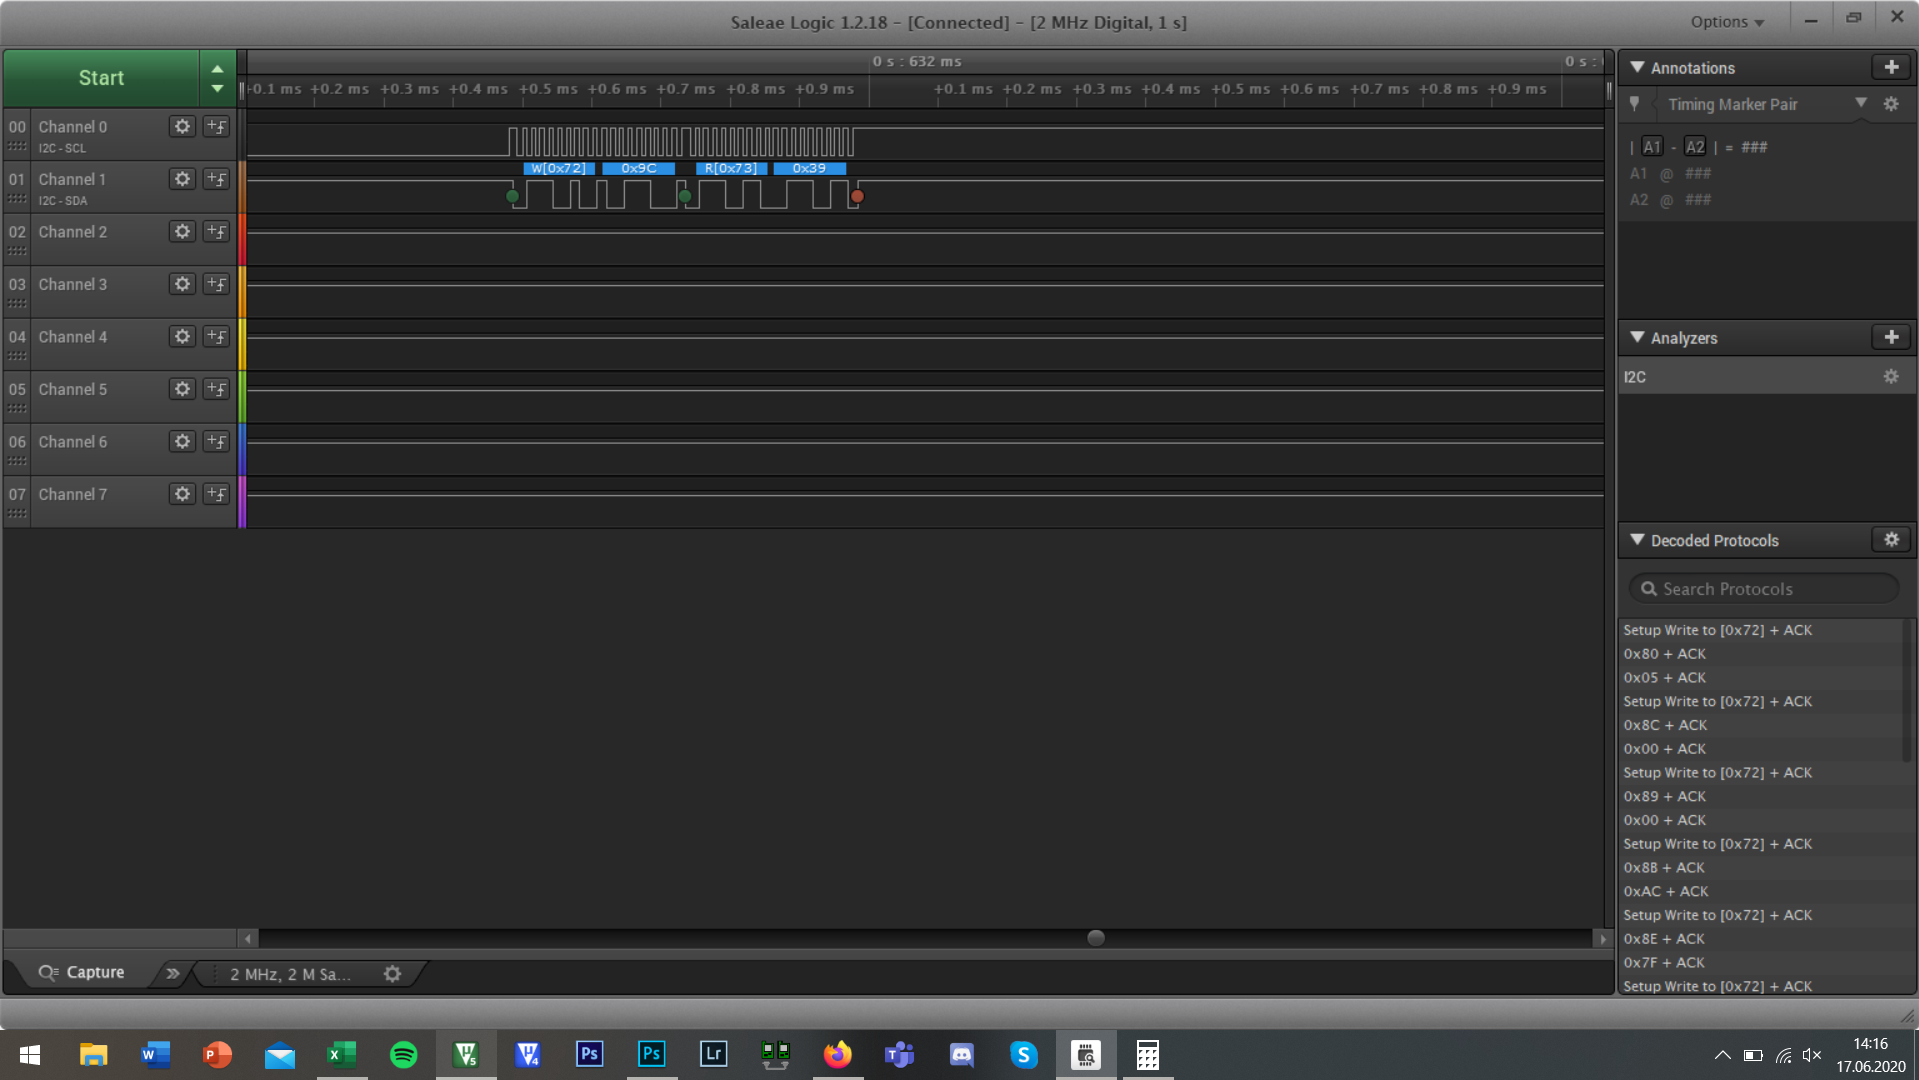 Saleae Logic 1.2.18 - [Connected] - [2 MHz Digital, 1 s]
Options
Start
0 s : 632 ms
0 s :
+0.1 ms +0.2 ms +0.3 ms +0.4 ms +0.5 ms +0.6 ms +0.7 ms +0.8 ms +0.9 ms
+0.1 ms +0.2 ms +0.3 ms +0.4 ms +0.5 ms +0.6 ms +0.7 ms +0.8 ms +0.9 ms
00 Channel 0
I2C - SCL
W[0x72] 0x9C R[0x73] 0x39
01 Channel 1
I2C - SDA
02 Channel 2
03 Channel 3
04 Channel 4
05 Channel 5
06 Channel 6
07 Channel 7
Annotations
Timing Marker Pair
| A1 - A2 | = ###
A1 @ ###
A2 @ ###
Analyzers
I2C
Decoded Protocols
Search Protocols
Setup Write to [0x72] + ACK
0x80 + ACK
0x05 + ACK
Setup Write to [0x72] + ACK
0x8C + ACK
0x00 + ACK
Setup Write to [0x72] + ACK
0x89 + ACK
0x00 + ACK
Setup Write to [0x72] + ACK
0x8B + ACK
0xAC + ACK
Setup Write to [0x72] + ACK
0x8E + ACK
0x7F + ACK
Setup Write to [0x72] + ACK
Capture
2 MHz, 2 M Sa...
W P X V5 V4 Ps Ps Lr T S
14:16
17.06.2020